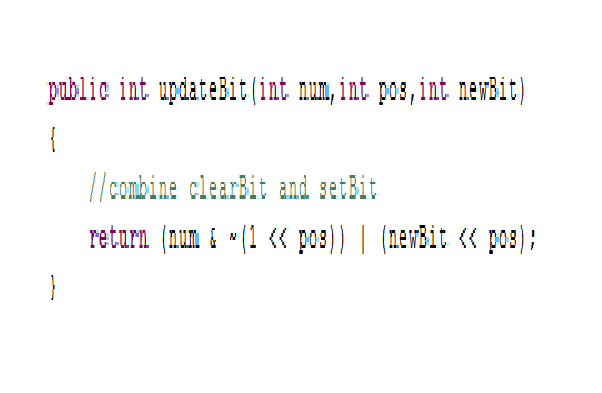 public int updateBit(int num,int pos,int newBit)
{
//combine clearBit and setBit
return (num & ~(1 << pos)) | (newBit << pos);
}